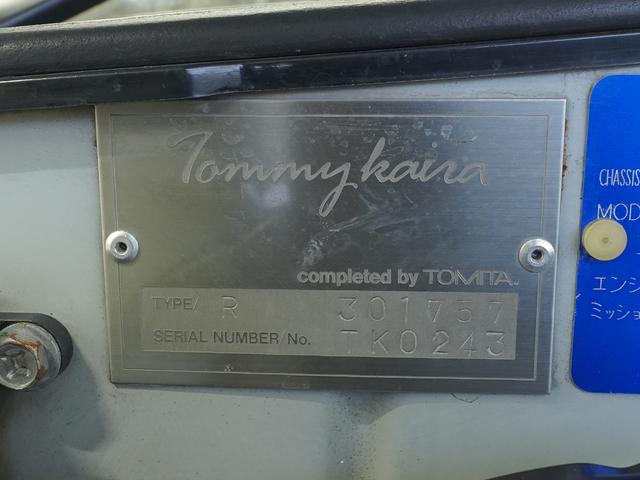 Tommykaira
completed by TOMITA.
TYPE/ R 301757
SERIAL NUMBER/No. TK0243
CHASSIS
MOD
エンジ
ミッショ